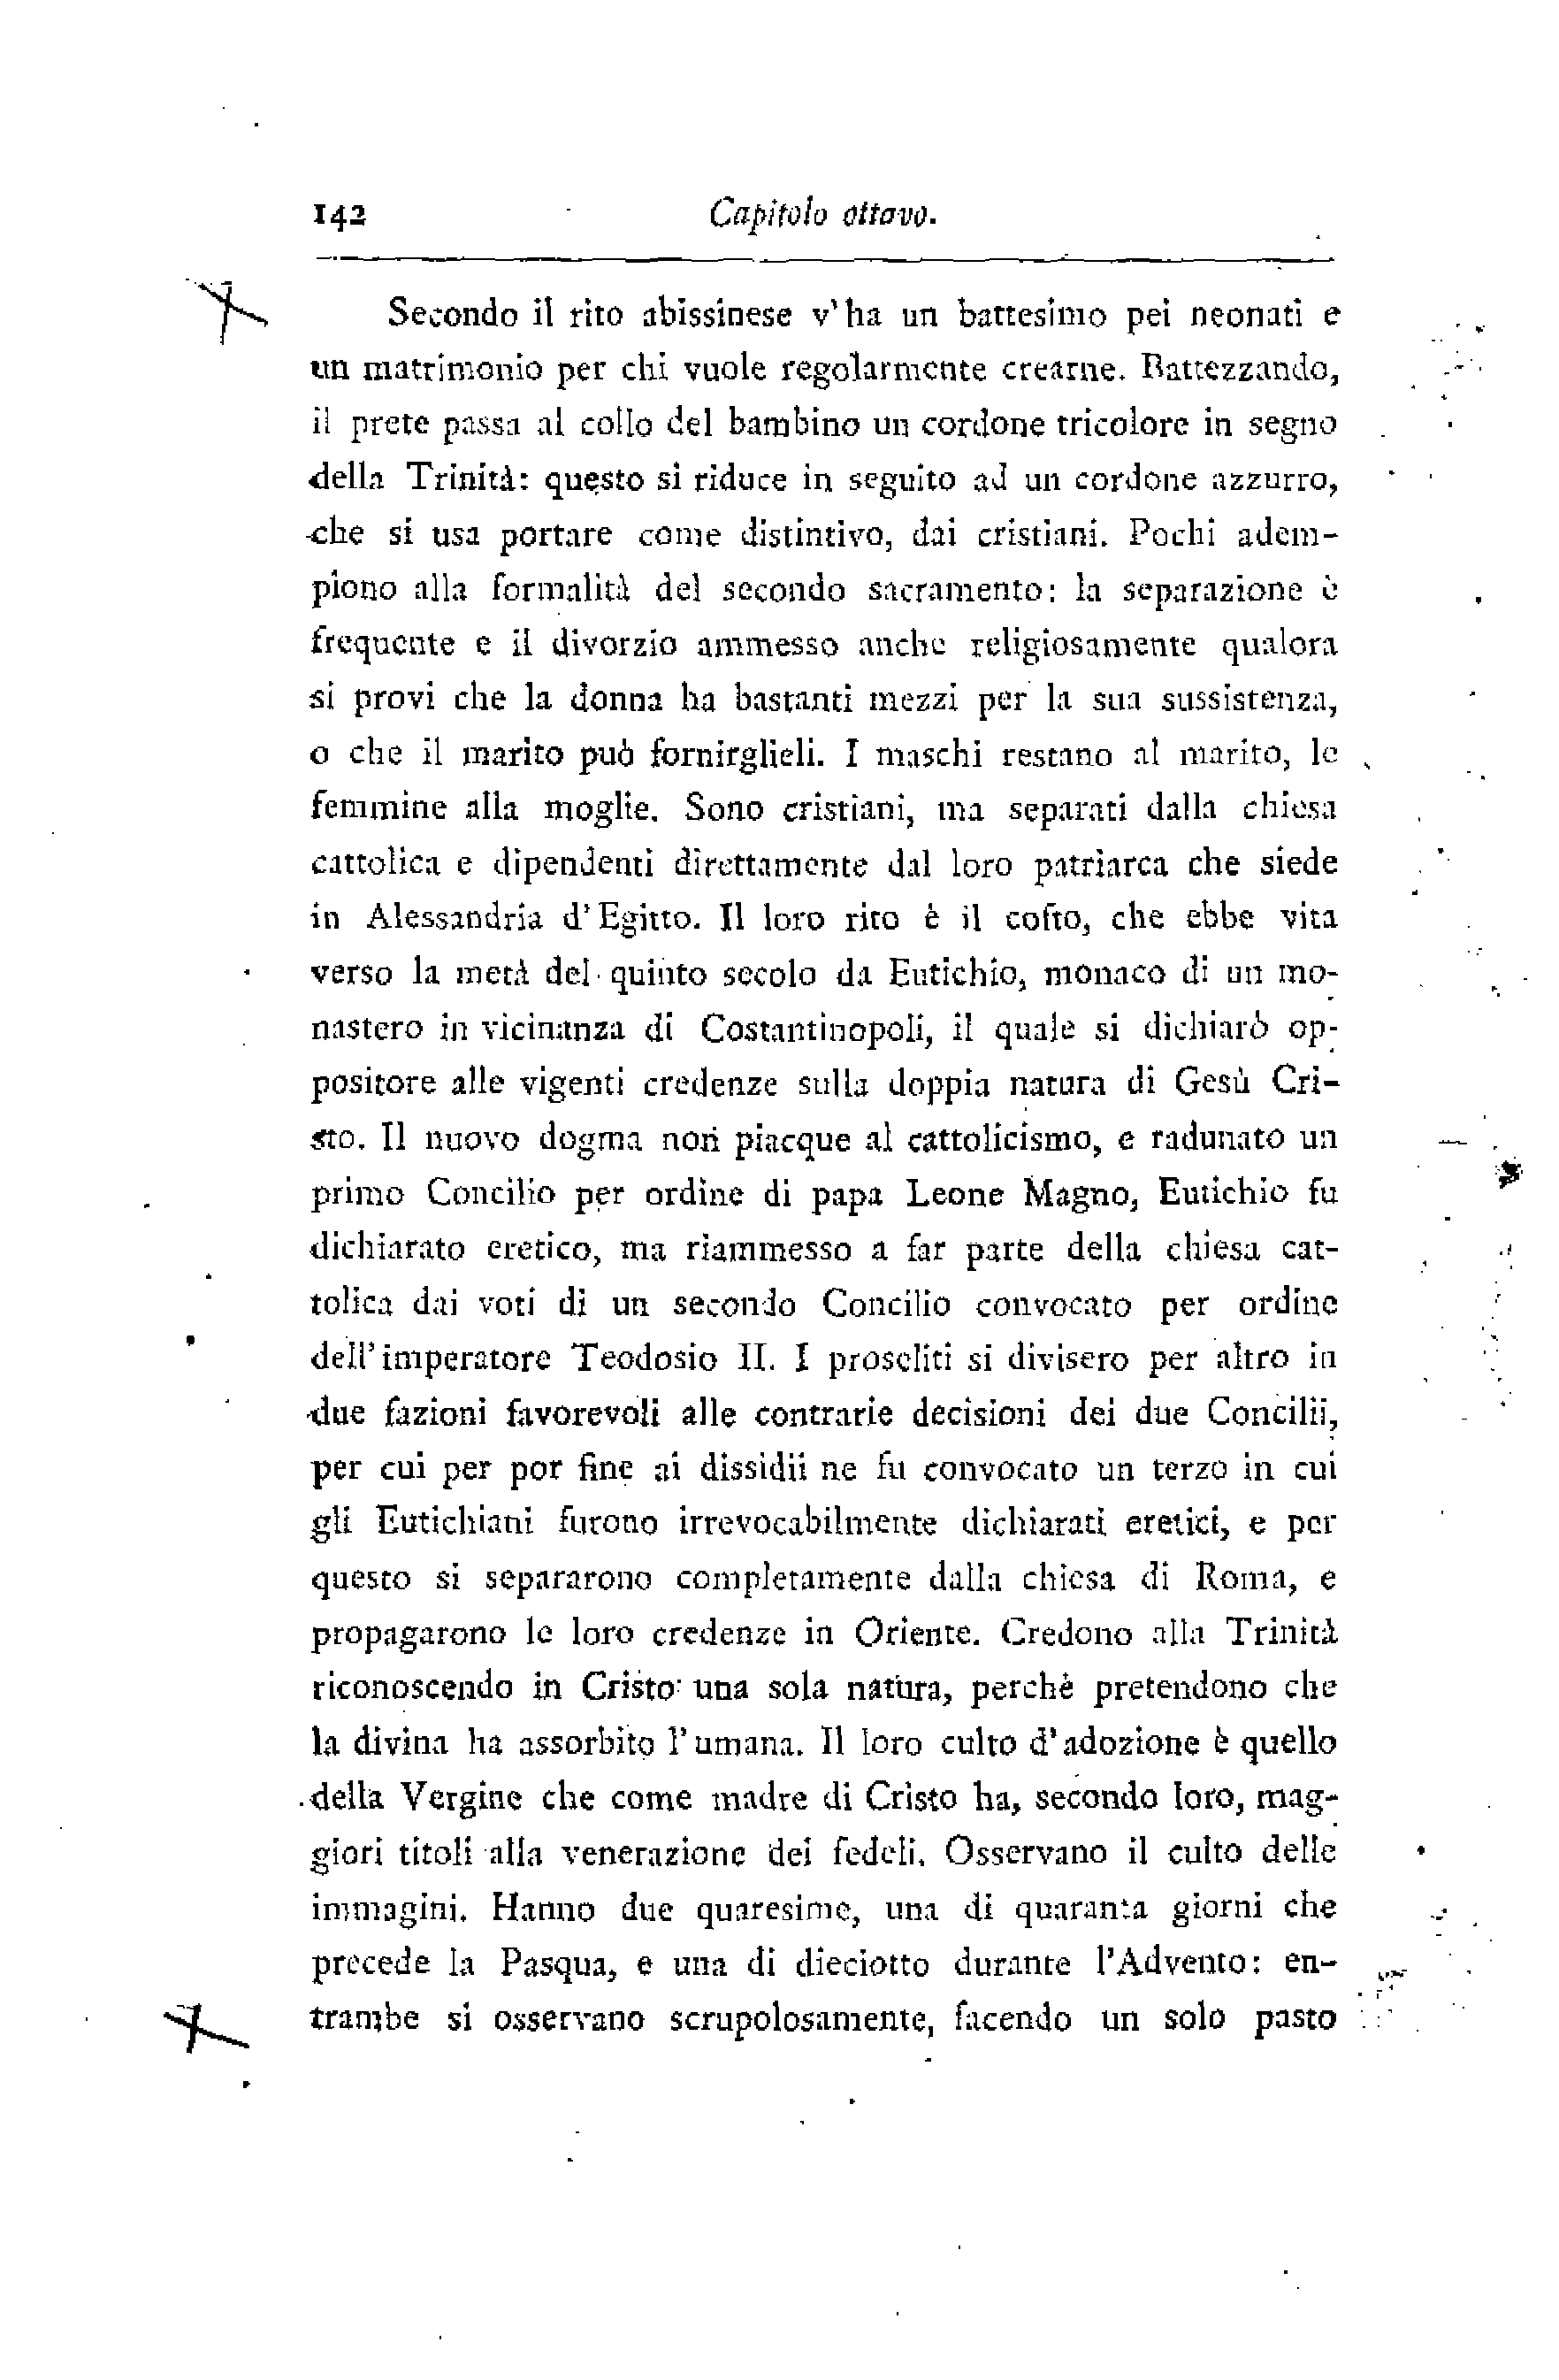 142
Capitolo ottavo.
Secondo il rito abissinese v'ha un battesimo pei neonati e
un matrimonio per chi vuole regolarmente crearne. Battezzando,
il prete passa al collo del bambino un cordone tricolore in segno
della Trinità: questo si riduce in seguito ad un cordone azzurro,
che si usa portare come distintivo, dai cristiani. Pochi adem-
piono alla formalità del secondo sacramento: la separazione è
frequente e il divorzio ammesso anche religiosamente qualora
si provi che la donna ha bastanti mezzi per la sua sussistenza,
o che il marito può fornirglieli. I maschi restano al marito, le
femmine alla moglie. Sono cristiani, ma separati dalla chiesa
cattolica e dipendenti direttamente dal loro patriarca che siede
in Alessandria d'Egitto. Il loro rito è il cofto, che ebbe vita
verso la metà del quinto secolo da Eutichio, monaco di un mo-
nastero in vicinanza di Costantinopoli, il quale si dichiarò op-
positore alle vigenti credenze sulla doppia natura di Gesù Cri-
sto. Il nuovo dogma non piacque al cattolicismo, e radunato un
primo Concilio per ordine di papa Leone Magno, Eutichio fu
dichiarato eretico, ma riammesso a far parte della chiesa cat-
tolica dai voti di un secondo Concilio convocato per ordine
dell'imperatore Teodosio II. I proseliti si divisero per altro in
due fazioni favorevoli alle contrarie decisioni dei due Concilii,
per cui per por fine ai dissidii ne fu convocato un terzo in cui
gli Eutichiani furono irrevocabilmente dichiarati eretici, e per
questo si separarono completamente dalla chiesa di Roma, e
propagarono le loro credenze in Oriente. Credono alla Trinità
riconoscendo in Cristo una sola natura, perchè pretendono che
la divina ha assorbito l'umana. Il loro culto d'adozione è quello
della Vergine che come madre di Cristo ha, secondo loro, mag-
giori titoli alla venerazione dei fedeli. Osservano il culto delle
immagini. Hanno due quaresime, una di quaranta giorni che
precede la Pasqua, e una di dieciotto durante l'Advento: en-
trambe si osservano scrupolosamente, facendo un solo pasto